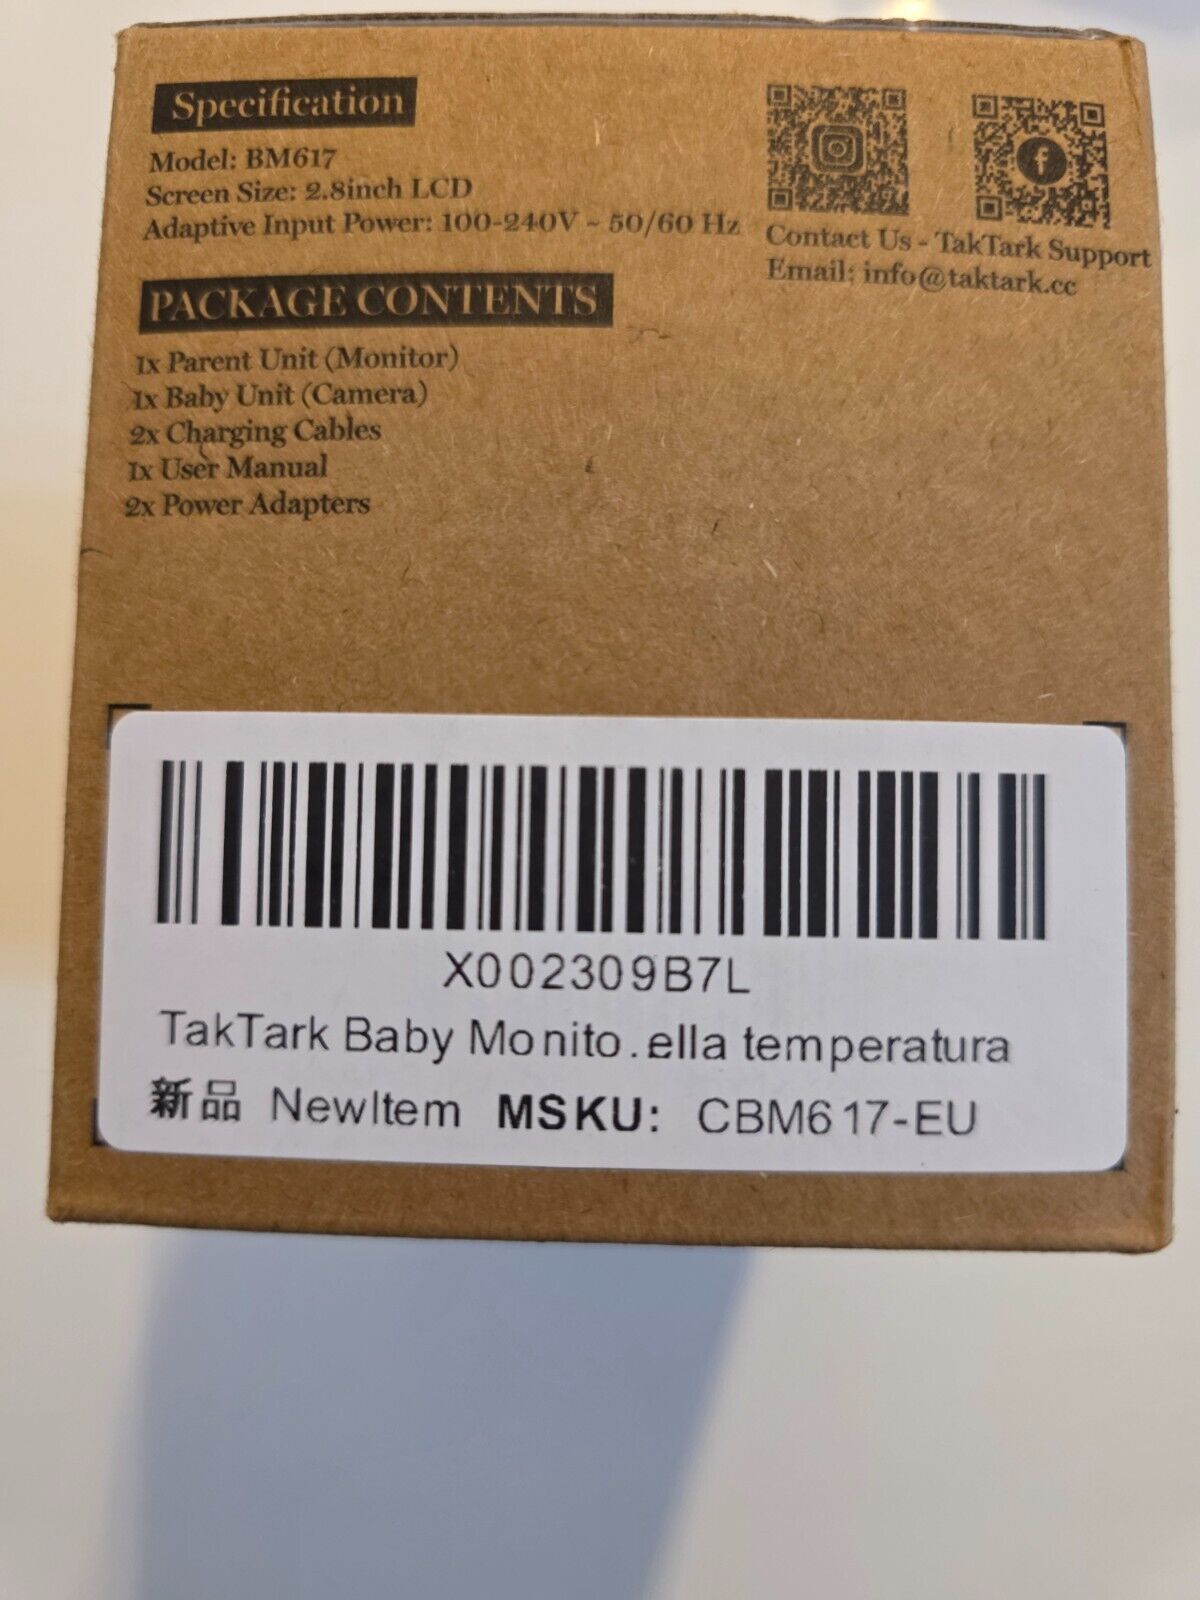 Specification
Model: BM617
Screen Size: 2.8inch LCD
Adaptive Input Power: 100-240V ~ 50/60 Hz
Contact Us - TakTark Support
Email: info@taktark.cc
PACKAGE CONTENTS
1x Parent Unit (Monitor)
1x Baby Unit (Camera)
2x Charging Cables
1x User Manual
2x Power Adapters
X002309B7L
TakTark Baby Monito.ella temperatura
新品 NewItem MSKU: CBM617-EU